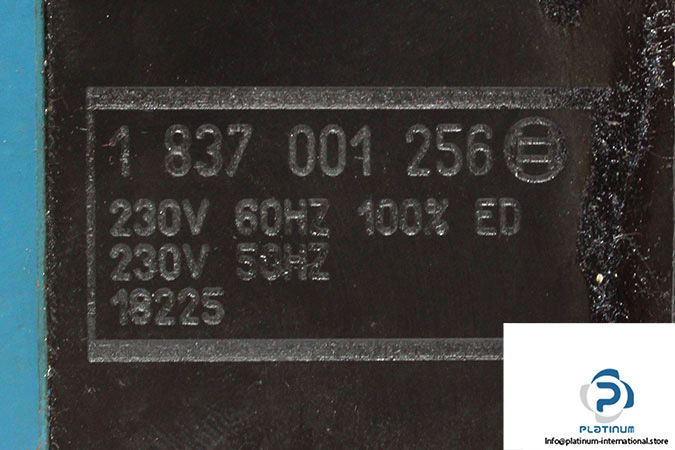 1 837 001 256
230V 60HZ 100% ED
230V 50HZ
18225
PLATINUM
Info@platinum-international.store